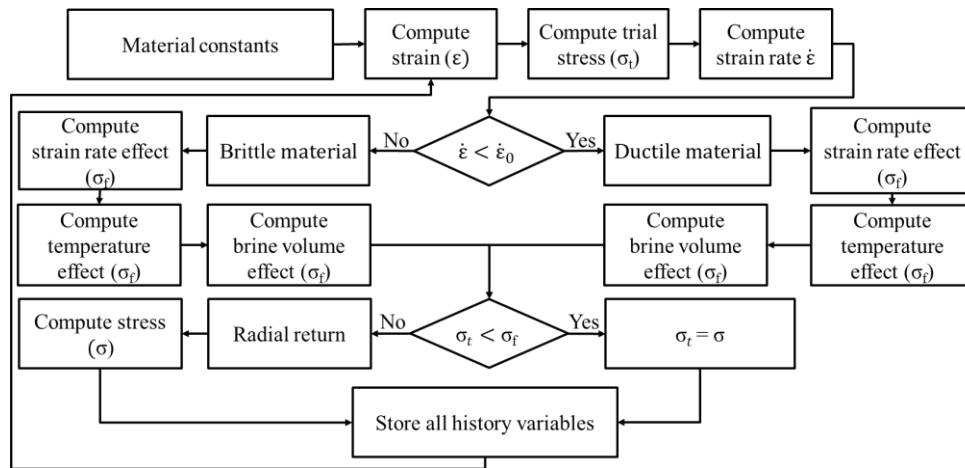 Material constants
Compute
strain (ε)
Compute trial
stress (σt)
Compute
strain rate ε̇
Compute
strain rate effect
(σf)
Brittle material
No
ε̇ < ε̇0
Yes
Ductile material
Compute
strain rate effect
(σf)
Compute
temperature
effect (σf)
Compute
brine volume
effect (σf)
Compute
brine volume
effect (σf)
Compute
temperature
effect (σf)
Compute stress
(σ)
Radial return
No
σt < σf
Yes
σt = σ
Store all history variables